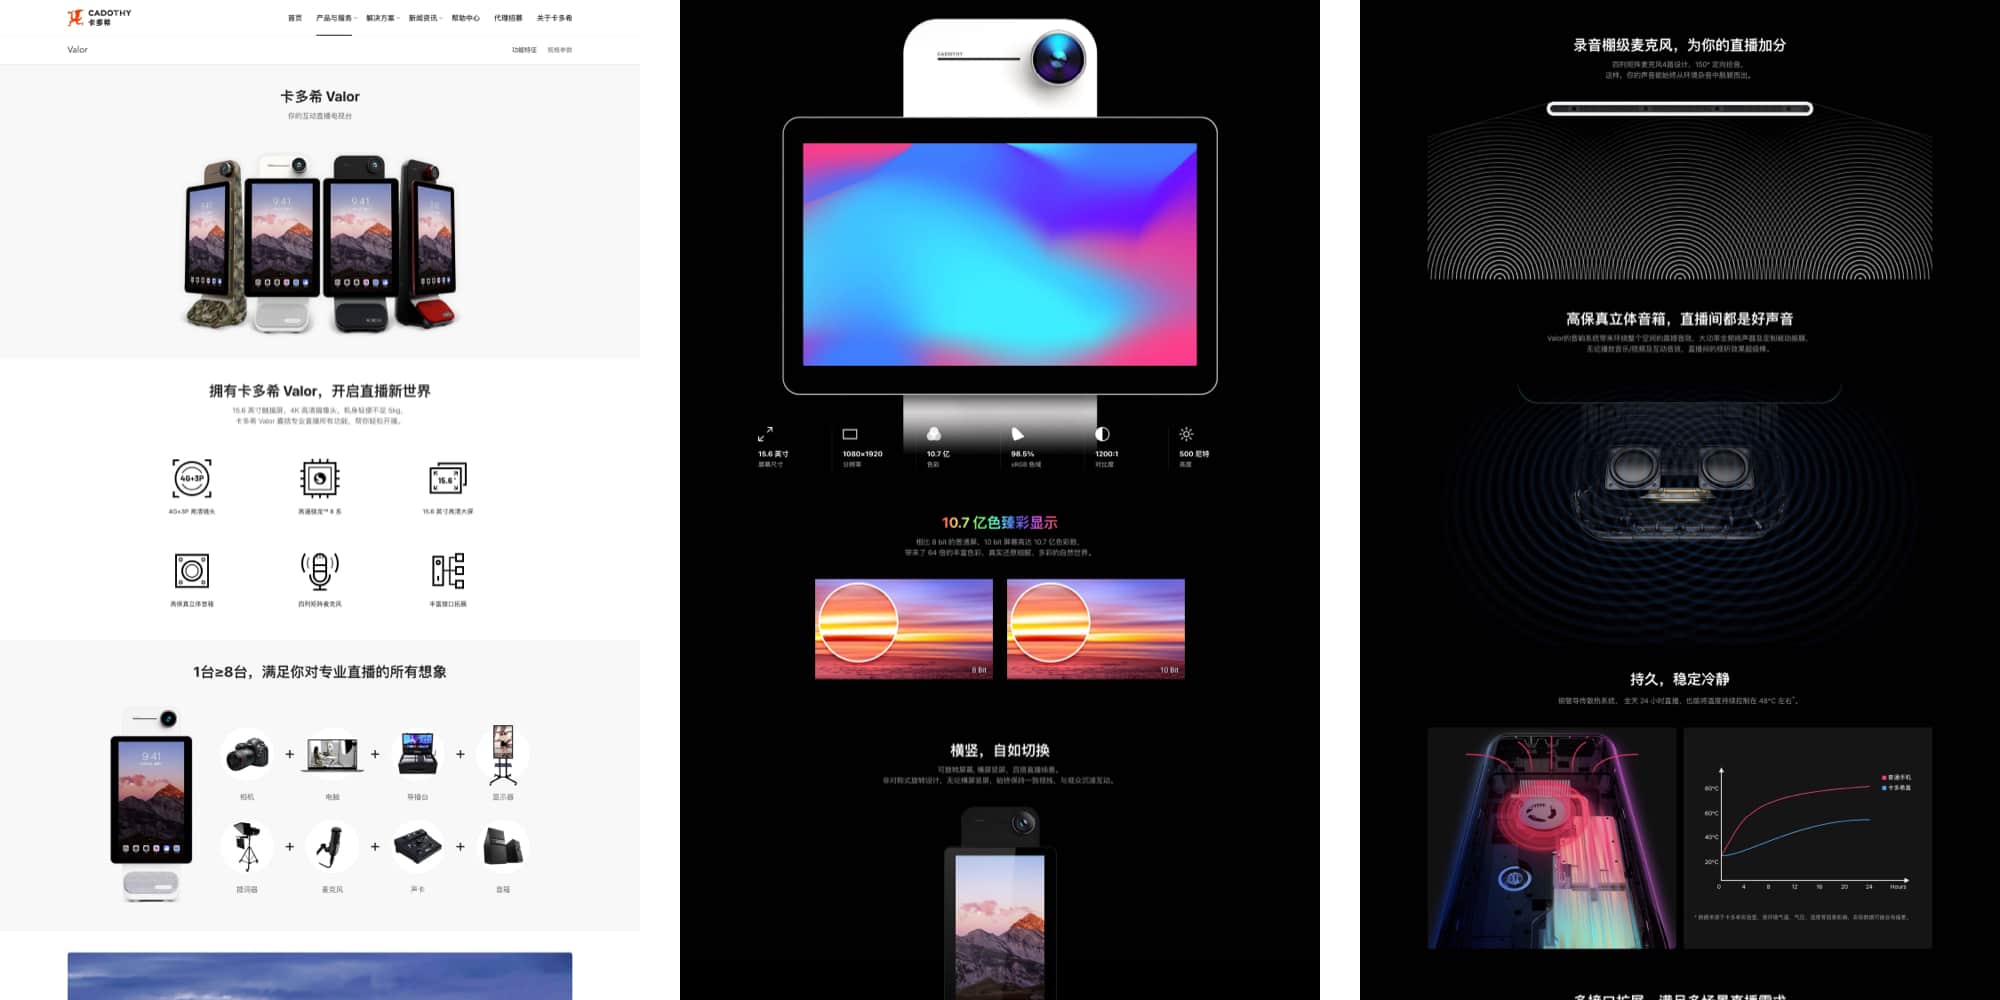 CADOTHY
卡多希
首页
产品与服务
解决方案
新闻资讯
帮助中心
代理招募
关于卡多希
Valor
功能特征
规格参数
卡多希 Valor
你的互动直播电视台
9:41
9:41
拥有卡多希 Valor，开启直播新世界
15.6 英寸触摸屏，4K 高清摄像头，机身轻便不足 5kg，
卡多希 Valor 囊括专业直播所有功能，帮你轻松开播。
4G+3P
15.6
4G+3P 高清镜头
高通骁龙™ 8 系
15.6 英寸高清大屏
高保真立体音箱
四列矩阵麦克风
丰富接口拓展
1台≥8台，满足你对专业直播的所有想象
9:41
相机
+
电脑
+
导播台
+
显示器
提词器
+
麦克风
+
声卡
+
音箱
CADOTHY
15.6 英寸
屏幕尺寸
1080×1920
分辨率
10.7 亿
色彩
98.5%
sRGB 色域
1200:1
对比度
500 尼特
亮度
10.7 亿色臻彩显示
相比 8 bit 的普通屏，10 bit 屏幕高达 10.7 亿色彩数，
带来了 64 倍的丰富色彩，真实还原细腻、多彩的自然世界。
8 Bit
10 Bit
横竖，自如切换
可旋转屏幕，横屏竖屏，百搭直播场景。
非对称式旋转设计，无论横屏竖屏，始终保持一致视线，与观众沉浸互动。
录音棚级麦克风，为你的直播加分
四列矩阵麦克风4路设计，150° 定向拾音，
这样，你的声音能始终从环境杂音中脱颖而出。
高保真立体音箱，直播间都是好声音
Valor的音响系统带来环绕整个空间的直播音效，大功率全频扬声器及定制被动振膜，
无论播放音乐/视频及互动音效，直播间的视听效果超级棒。
持久，稳定冷静
铜管导传散热系统， 全天 24 小时直播，也能将温度持续控制在 48°C 左右*。
普通手机
卡多希直
80°C
60°C
40°C
20°C
0 4 8 12 16 20 24 Hours
多接口扩展，满足多场景直播需求